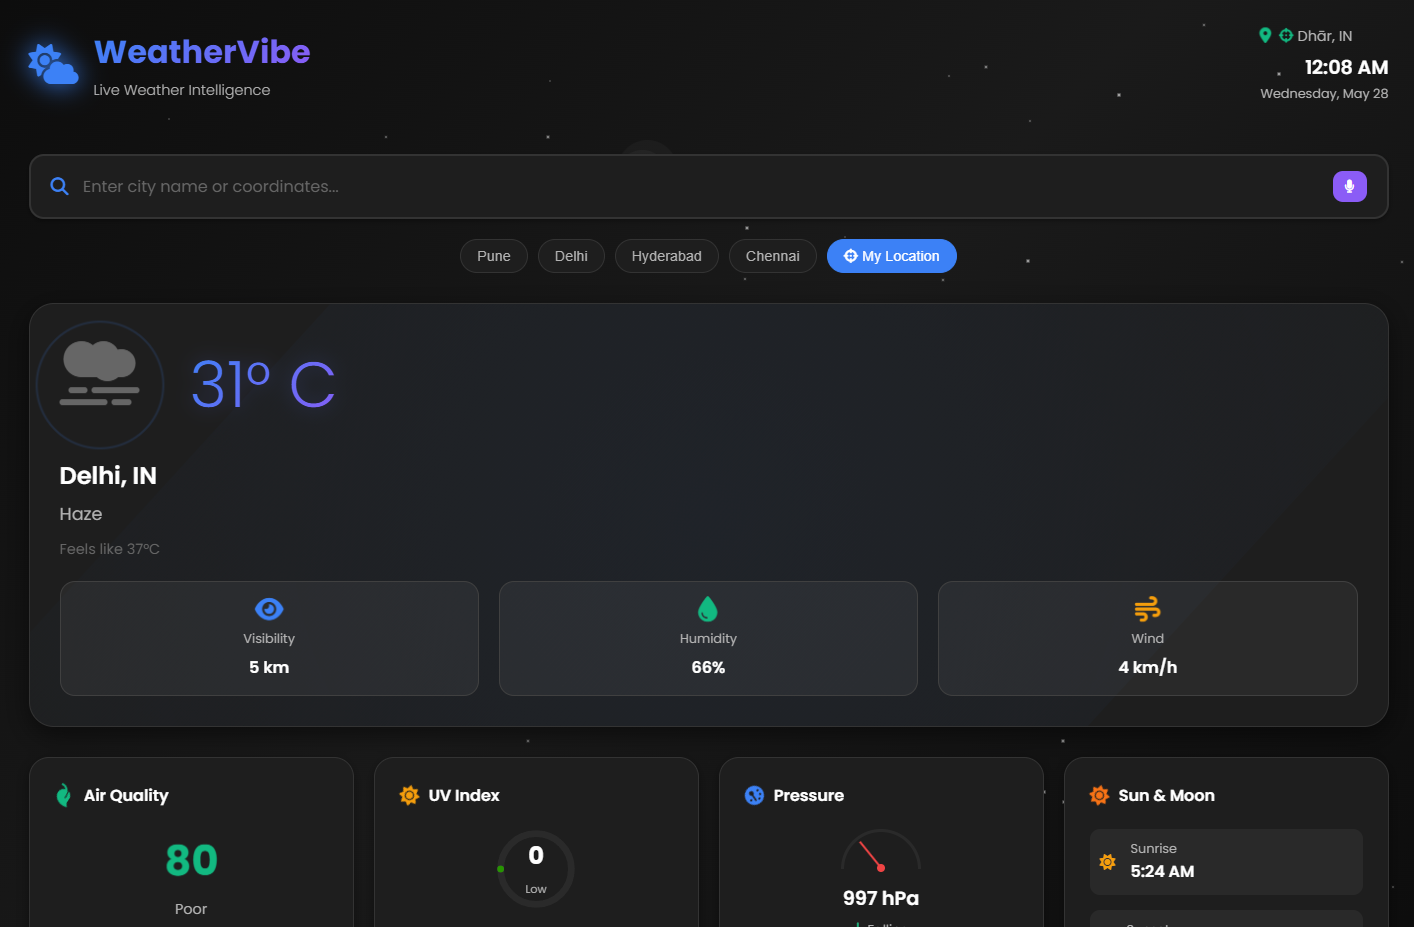 WeatherVibe
Live Weather Intelligence
Dhār, IN
12:08 AM
Wednesday, May 28
Enter city name or coordinates...
Pune
Delhi
Hyderabad
Chennai
My Location
31° C
Delhi, IN
Haze
Feels like 37°C
Visibility
5 km
Humidity
66%
Wind
4 km/h
Air Quality
80
Poor
UV Index
0
Low
Pressure
997 hPa
Sun & Moon
Sunrise
5:24 AM